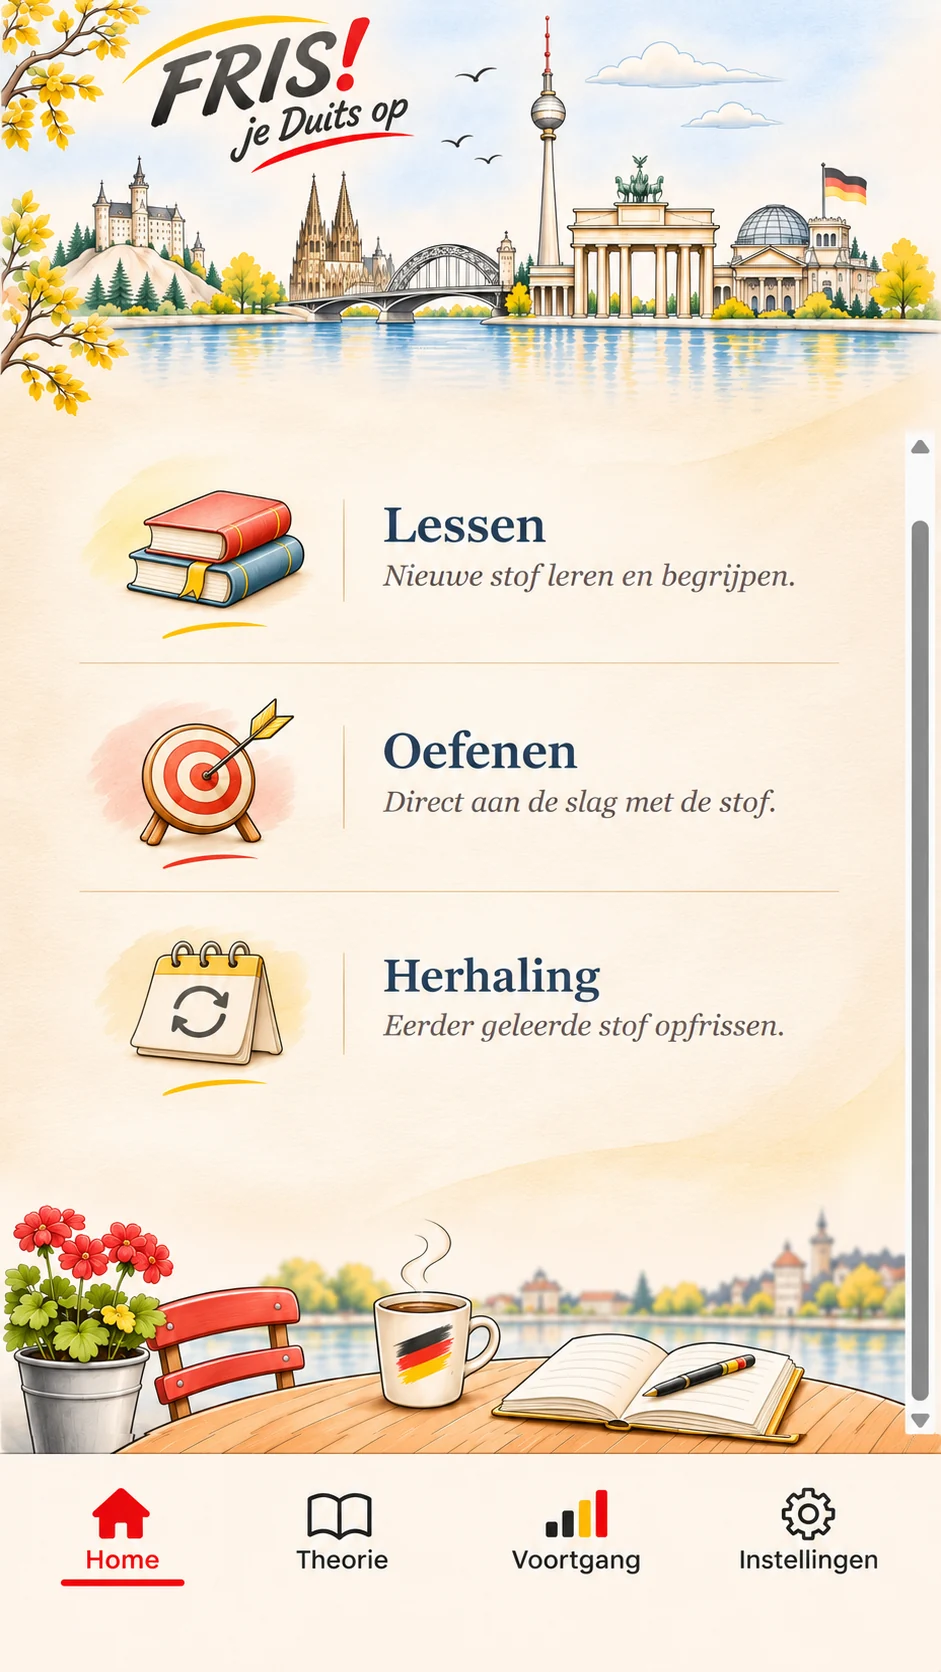 FRIS!
je Duits op
Lessen
Nieuwe stof leren en begrijpen.
Oefenen
Direct aan de slag met de stof.
Herhaling
Eerder geleerde stof opfrissen.
Home
Theorie
Voortgang
Instellingen